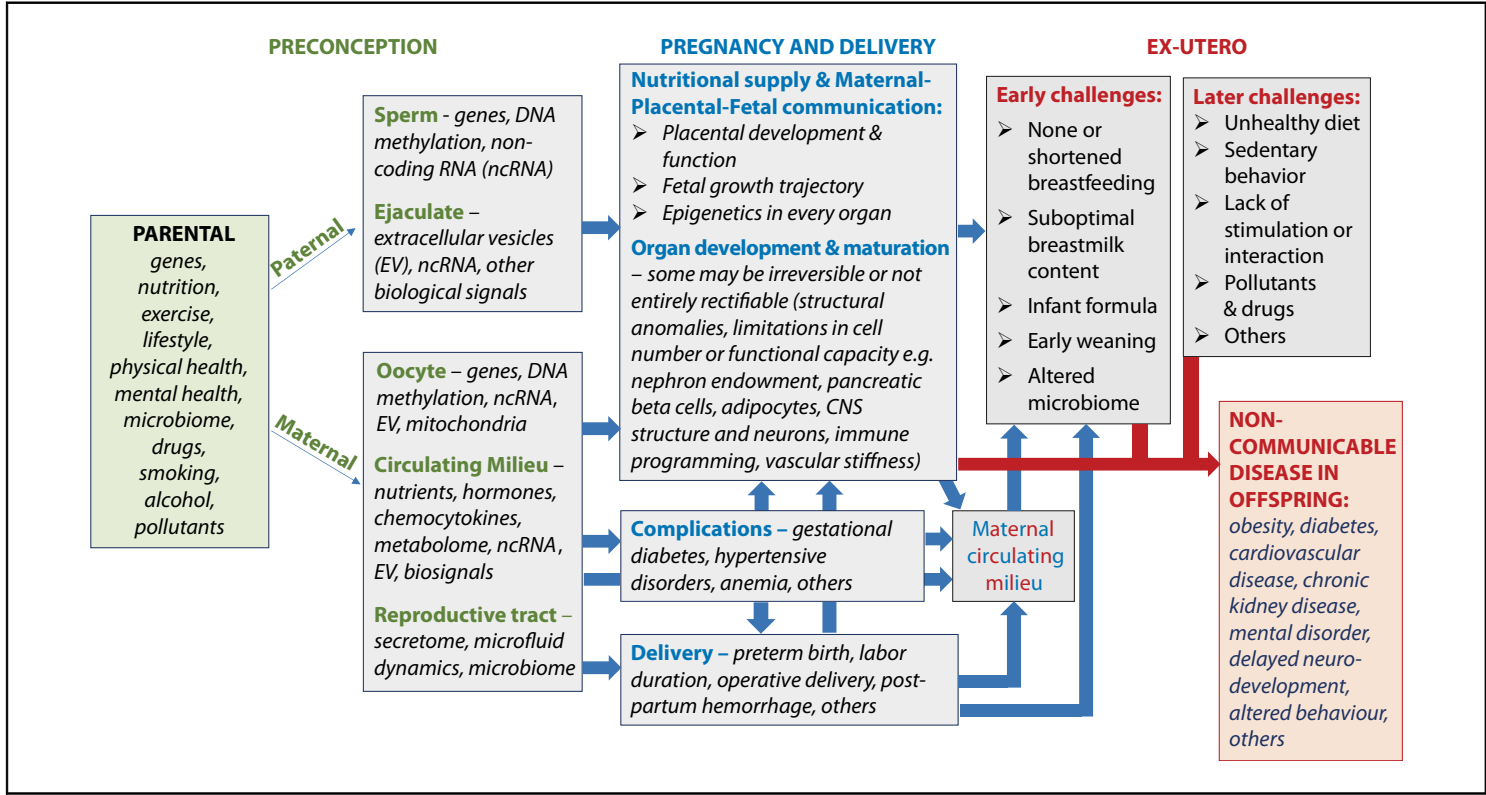 PRECONCEPTION
PREGNANCY AND DELIVERY
EX-UTERO
PARENTAL
genes,
nutrition,
exercise,
lifestyle,
physical health,
mental health,
microbiome,
drugs,
smoking,
alcohol,
pollutants
Paternal
Maternal
Sperm - genes, DNA
methylation, non-
coding RNA (ncRNA)
Ejaculate –
extracellular vesicles
(EV), ncRNA, other
biological signals
Oocyte – genes, DNA
methylation, ncRNA,
EV, mitochondria
Circulating Milieu –
nutrients, hormones,
chemocytokines,
metabolome, ncRNA,
EV, biosignals
Reproductive tract –
secretome, microfluid
dynamics, microbiome
Nutritional supply & Maternal-
Placental-Fetal communication:
➢ Placental development &
function
➢ Fetal growth trajectory
➢ Epigenetics in every organ
Organ development & maturation
– some may be irreversible or not
entirely rectifiable (structural
anomalies, limitations in cell
number or functional capacity e.g.
nephron endowment, pancreatic
beta cells, adipocytes, CNS
structure and neurons, immune
programming, vascular stiffness)
Complications – gestational
diabetes, hypertensive
disorders, anemia, others
Delivery – preterm birth, labor
duration, operative delivery, post-
partum hemorrhage, others
Maternal
circulating
milieu
Early challenges:
➢ None or
shortened
breastfeeding
➢ Suboptimal
breastmilk
content
➢ Infant formula
➢ Early weaning
➢ Altered
microbiome
Later challenges:
➢ Unhealthy diet
➢ Sedentary
behavior
➢ Lack of
stimulation or
interaction
➢ Pollutants
& drugs
➢ Others
NON-
COMMUNICABLE
DISEASE IN
OFFSPRING:
obesity, diabetes,
cardiovascular
disease, chronic
kidney disease,
mental disorder,
delayed neuro-
development,
altered behaviour,
others